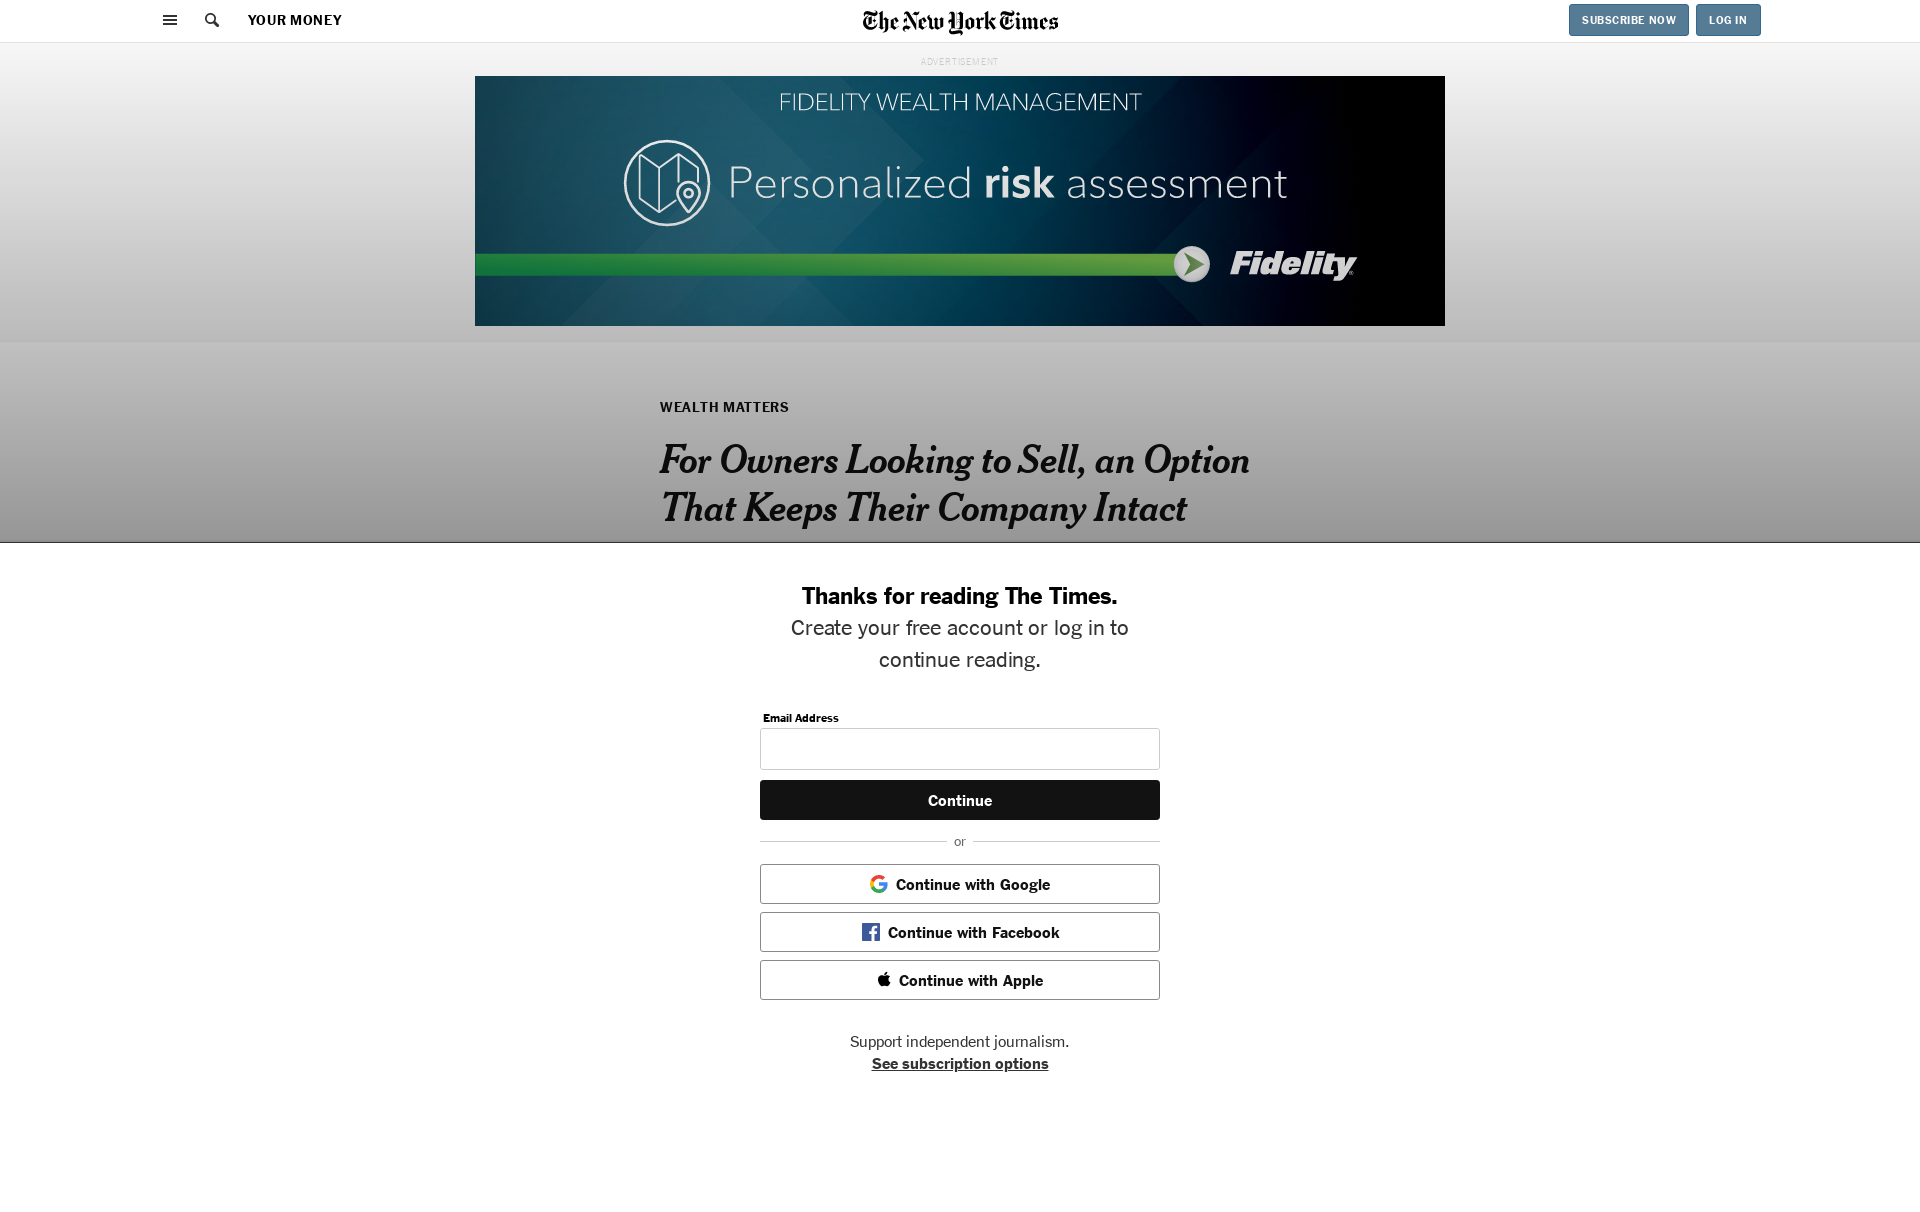 YOUR MONEY
The New York Times
SUBSCRIBE NOW
LOG IN
ADVERTISEMENT
FIDELITY WEALTH MANAGEMENT
Personalized risk assessment
Fidelity
WEALTH MATTERS
For Owners Looking to Sell, an Option
That Keeps Their Company Intact
Thanks for reading The Times.
Create your free account or log in to
continue reading.
Email Address
Continue
or
Continue with Google
Continue with Facebook
Continue with Apple
Support independent journalism.
See subscription options